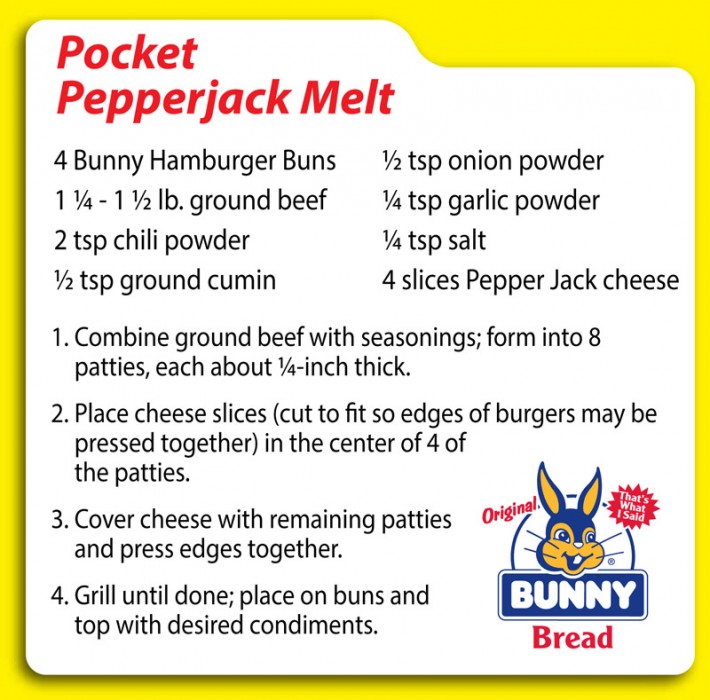 Pocket
Pepperjack Melt
4 Bunny Hamburger Buns
1 ¼ - 1 ½ lb. ground beef
2 tsp chili powder
½ tsp ground cumin
½ tsp onion powder
¼ tsp garlic powder
¼ tsp salt
4 slices Pepper Jack cheese
1. Combine ground beef with seasonings; form into 8
patties, each about ¼-inch thick.
2. Place cheese slices (cut to fit so edges of burgers may be
pressed together) in the center of 4 of
the patties.
3. Cover cheese with remaining patties
and press edges together.
4. Grill until done; place on buns and
top with desired condiments.
Original
That's
What
I Said
®
BUNNY
Bread